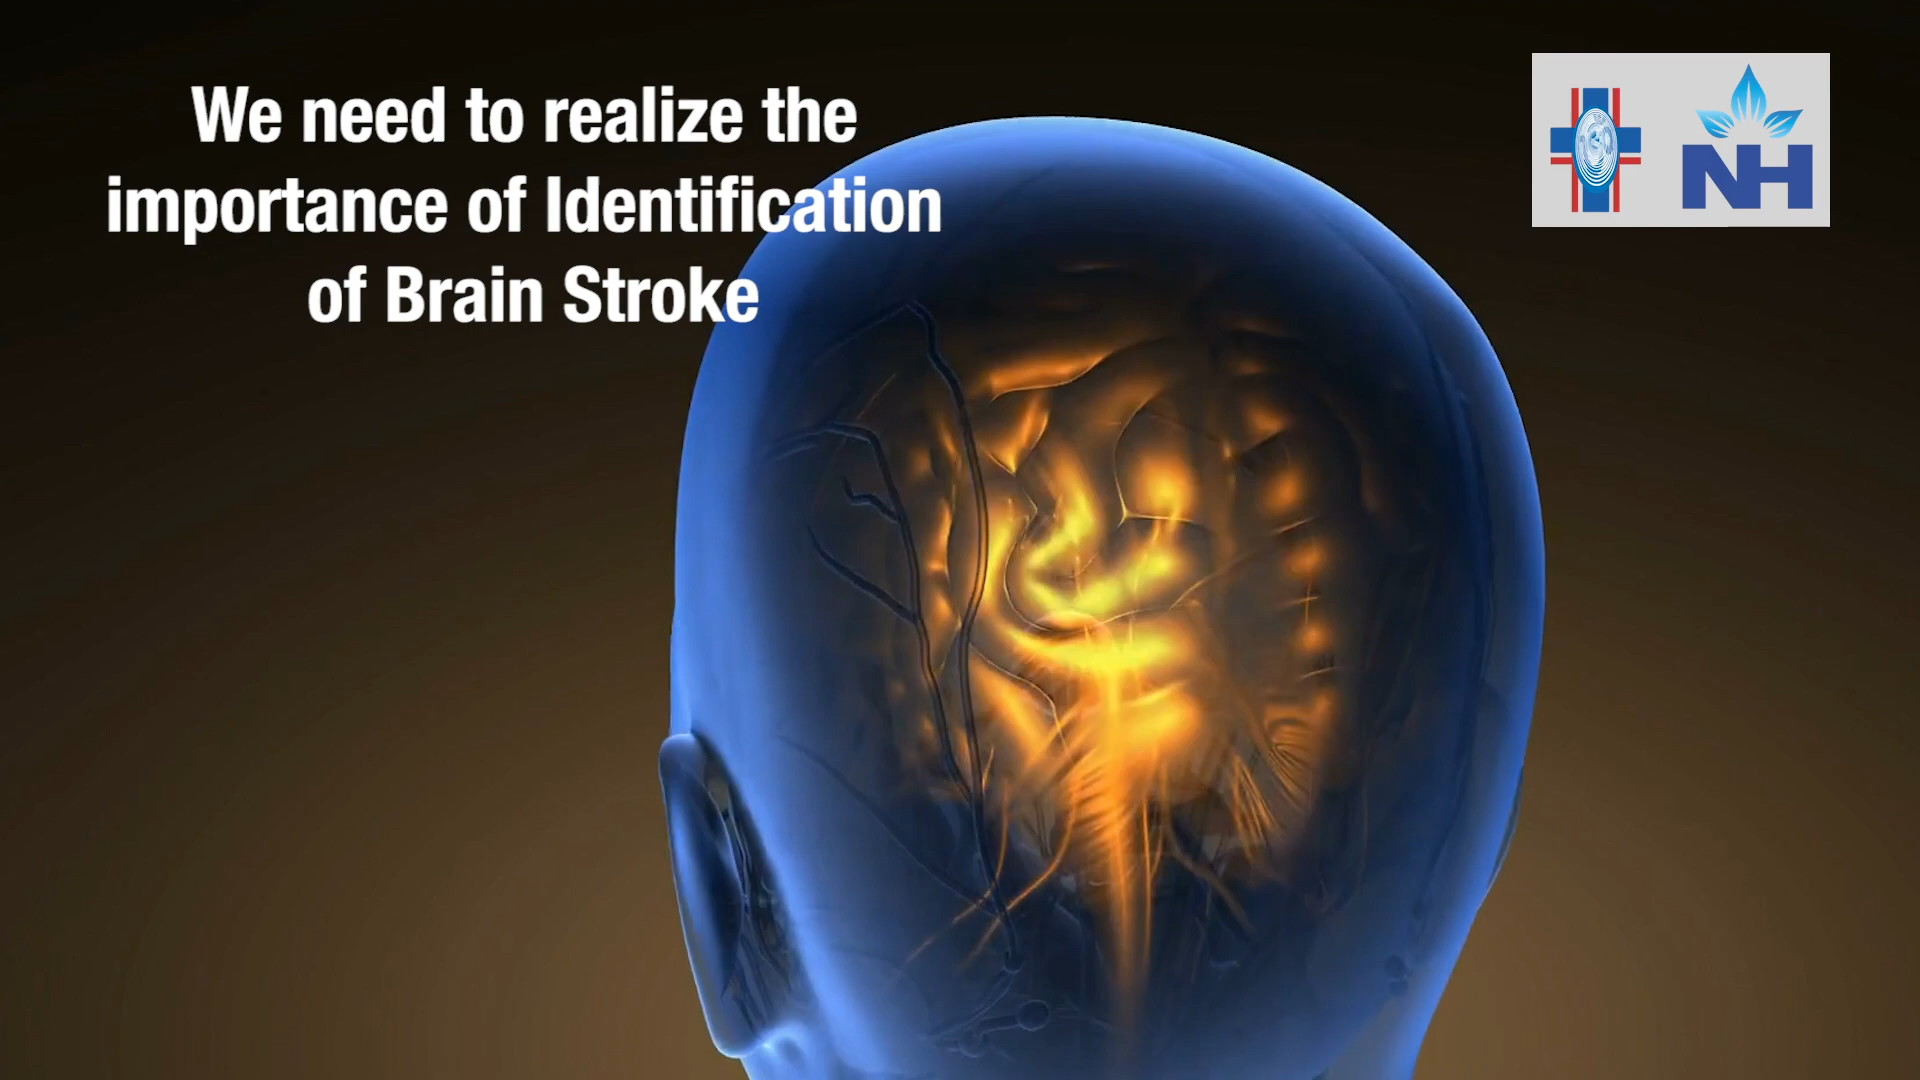 We need to realize the
importance of Identification
of Brain Stroke
NH